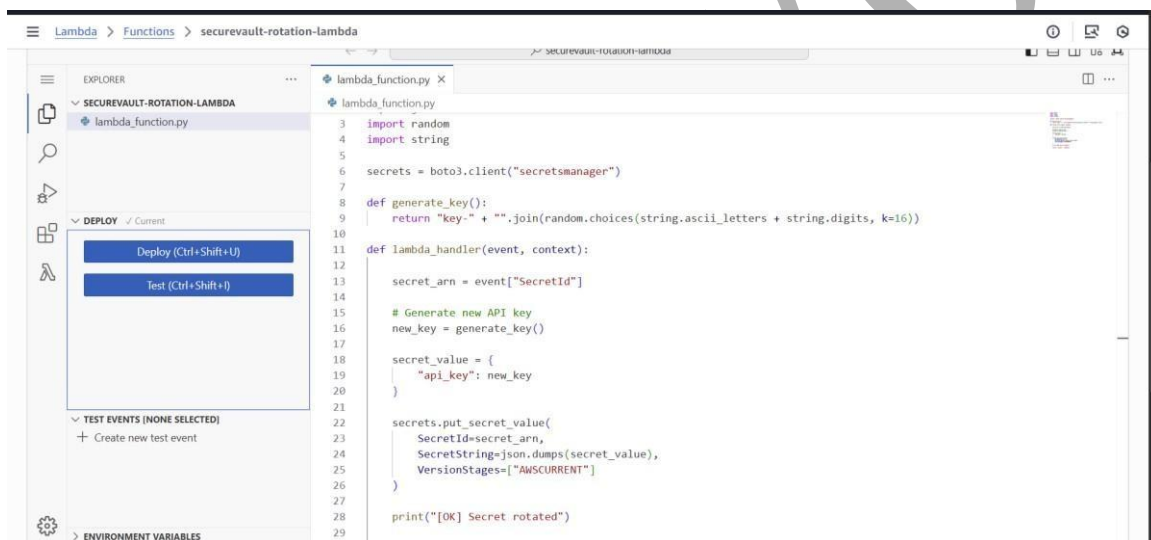 Lambda > Functions > securevault-rotation-lambda
securevault-rotation-lambda
EXPLORER ...
SECUREVAULT-ROTATION-LAMBDA
lambda_function.py
DEPLOY ✓ Current
Deploy (Ctrl+Shift+U)
Test (Ctrl+Shift+I)
TEST EVENTS [NONE SELECTED]
+ Create new test event
> ENVIRONMENT VARIABLES
lambda_function.py ×
lambda_function.py
3 import random
4 import string
5
6 secrets = boto3.client("secretsmanager")
7
8 def generate_key():
9     return "key-" + "".join(random.choices(string.ascii_letters + string.digits, k=16))
10
11 def lambda_handler(event, context):
12
13     secret_arn = event["SecretId"]
14
15     # Generate new API key
16     new_key = generate_key()
17
18     secret_value = {
19         "api_key": new_key
20     }
21
22     secrets.put_secret_value(
23         SecretId=secret_arn,
24         SecretString=json.dumps(secret_value),
25         VersionStages=["AWSCURRENT"]
26     )
27
28     print("[OK] Secret rotated")
29